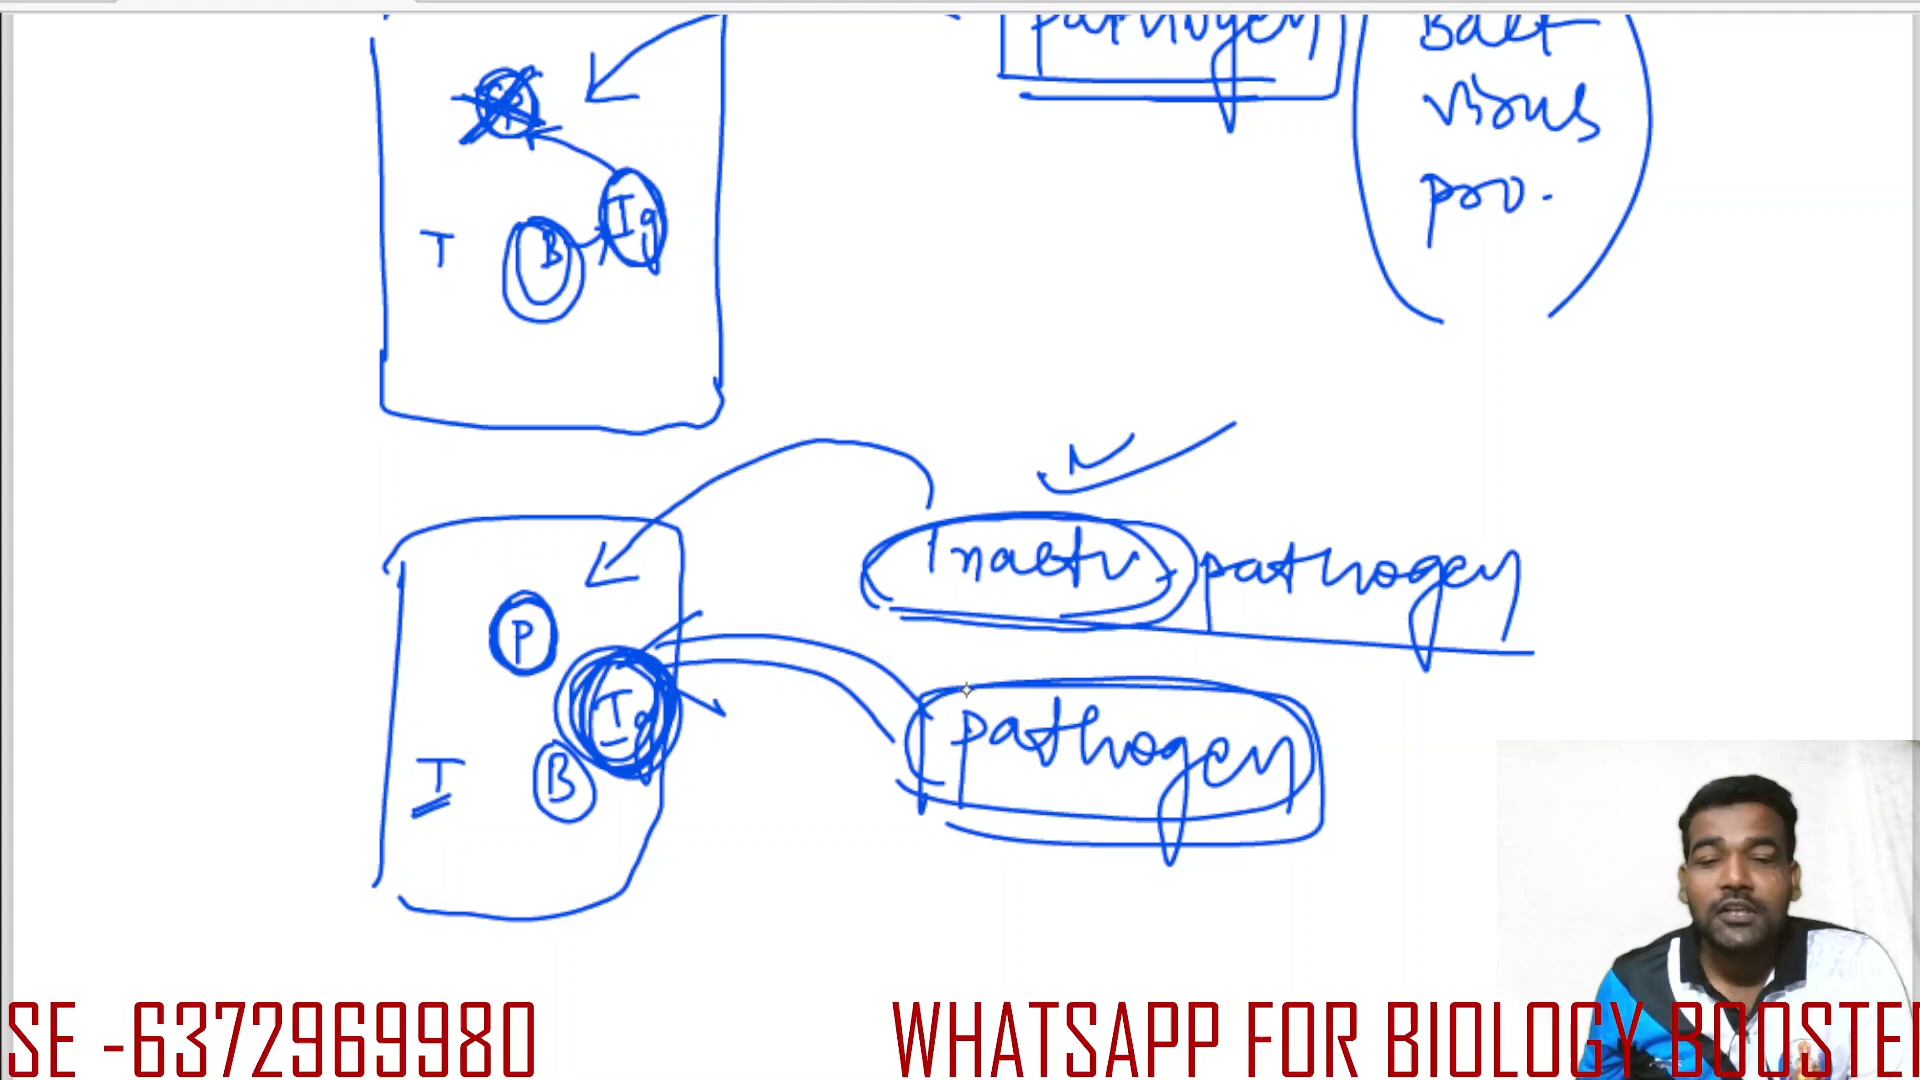 pathogen
Bact
virus
pro.
P
Ig
T B
Inactv pathogen
P
Ig
pathogen
T B
SE -6372969980 WHATSAPP FOR BIOLOGY BOOSTE